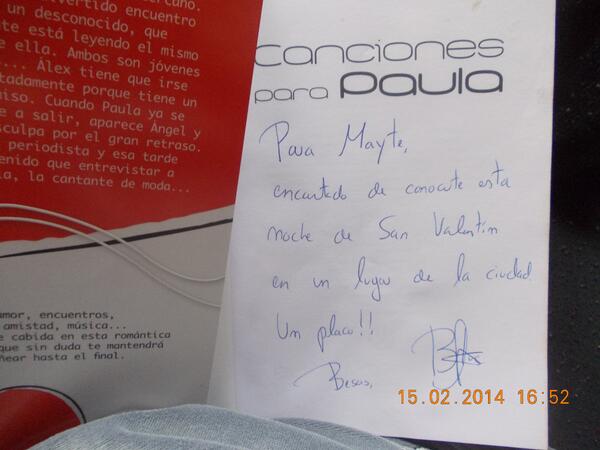 vertido encuentro
un desconocido, que
te está leyendo el mismo
e ella. Ambos son jóvenes
... Álex tiene que irse
tadamente porque tiene un
iso. Cuando Paula ya se
e a salir, aparece Ángel y
sculpa por el gran retraso.
periodista y esa tarde
enido que entrevistar a
ia, la cantante de moda...
amor, encuentros,
amistad, música...
e cabida en esta romántica
que sin duda te mantendrá
ñear hasta el final.
canciones
para paula
Para Mayte,
encantado de conocerte esta
noche de San Valentín
en un lugar de la ciudad
Un placer!!
Besos,
15.02.2014 16:52